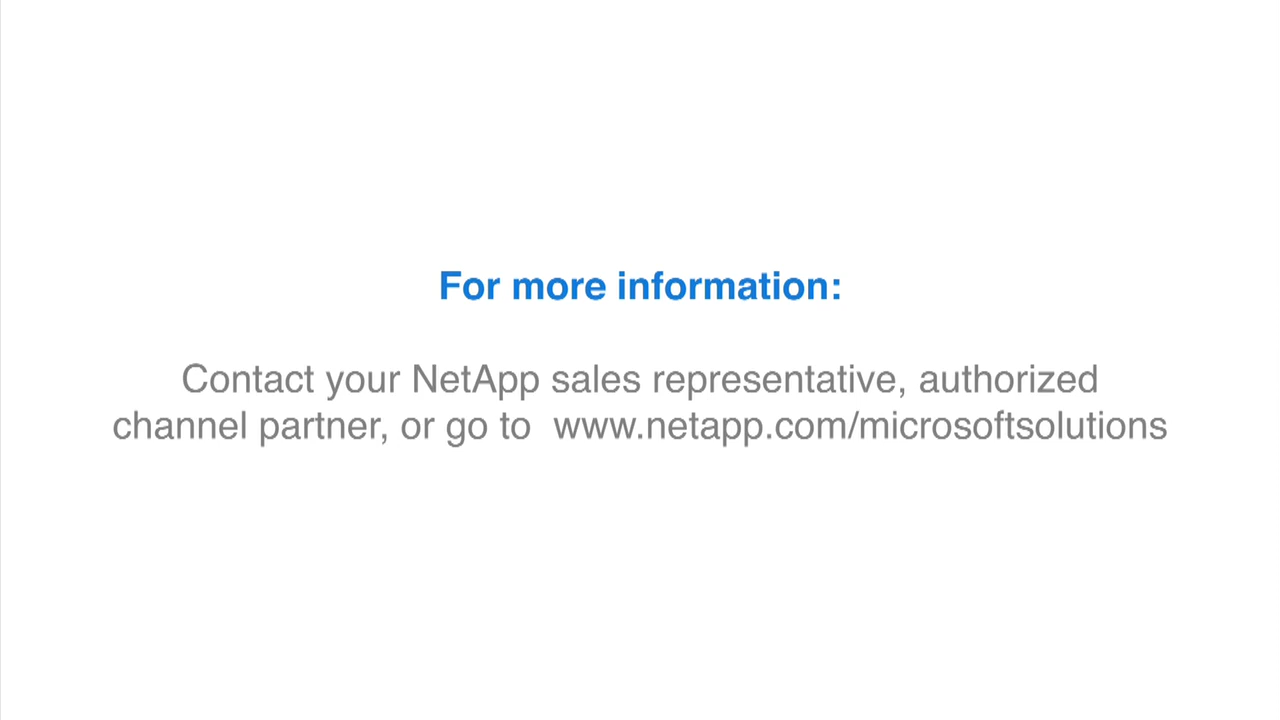 For more information:
Contact your NetApp sales representative, authorized
channel partner, or go to  www.netapp.com/microsoftsolutions